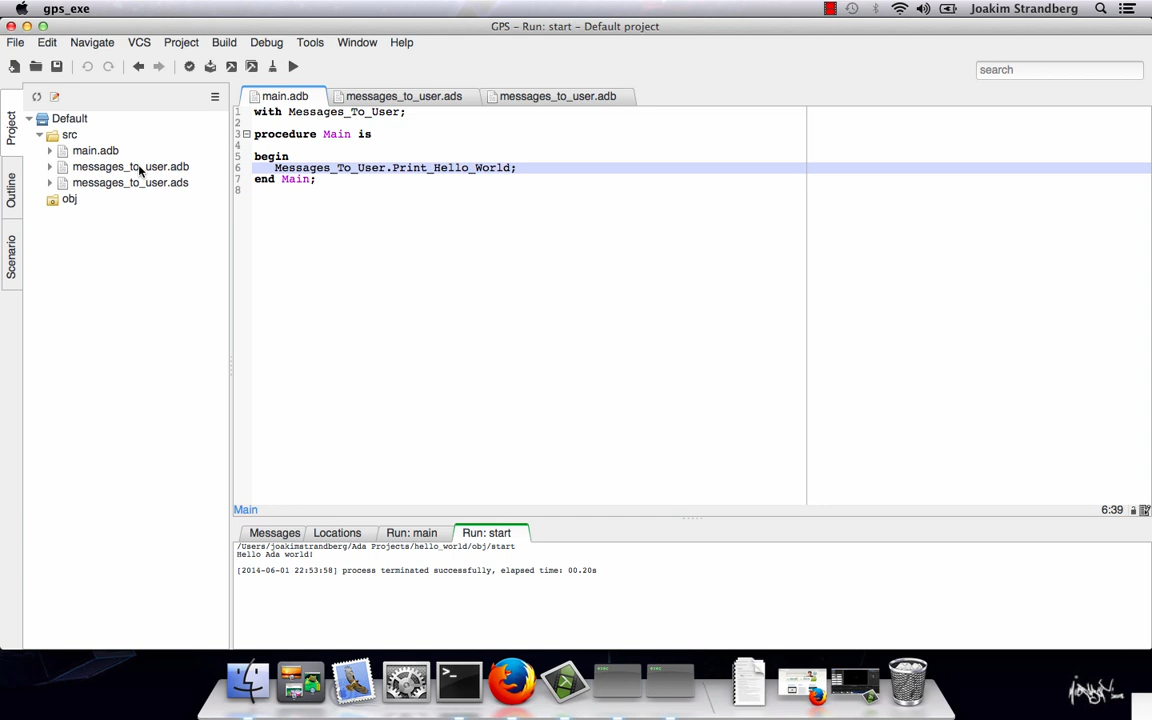 gps_exe
Joakim Strandberg
GPS - Run: start - Default project
File Edit Navigate VCS Project Build Debug Tools Window Help
search
Project
Outline
Scenario
Default
src
main.adb
messages_to_user.adb
messages_to_user.ads
obj
main.adb messages_to_user.ads messages_to_user.adb
1 with Messages_To_User;
2
3 procedure Main is
4
5 begin
6 Messages_To_User.Print_Hello_World;
7 end Main;
8
Main
6:39
Messages Locations Run: main Run: start
/Users/joakimstrandberg/Ada Projects/hello_world/obj/start
Hello Ada world!
[2014-06-01 22:53:58] process terminated successfully, elapsed time: 00.20s